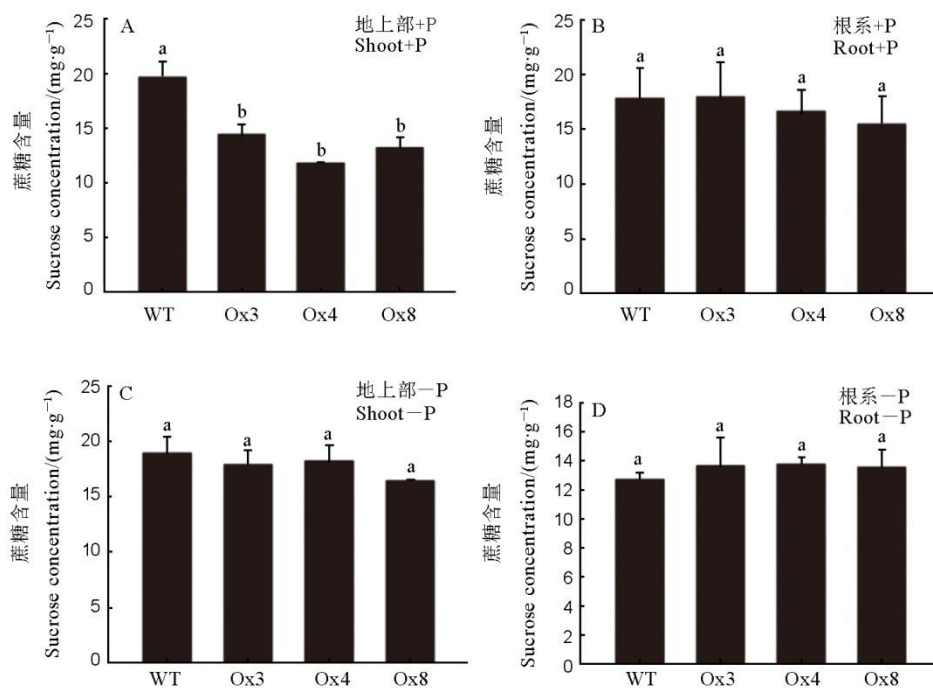 A
地上部+P
Shoot+P
蔗糖含量
Sucrose concentration/(mg·g⁻¹)
25
20
15
10
5
0
a
b
b
b
WT Ox3 Ox4 Ox8
B
根系+P
Root+P
蔗糖含量
Sucrose concentration/(mg·g⁻¹)
25
20
15
10
5
0
a
a
a
a
WT Ox3 Ox4 Ox8
C
地上部－P
Shoot－P
蔗糖含量
Sucrose concentration/(mg·g⁻¹)
25
20
15
10
5
0
a
a
a
a
WT Ox3 Ox4 Ox8
D
根系－P
Root－P
蔗糖含量
Sucrose concentration/(mg·g⁻¹)
18
16
14
12
10
8
6
4
2
0
a
a
a
a
WT Ox3 Ox4 Ox8